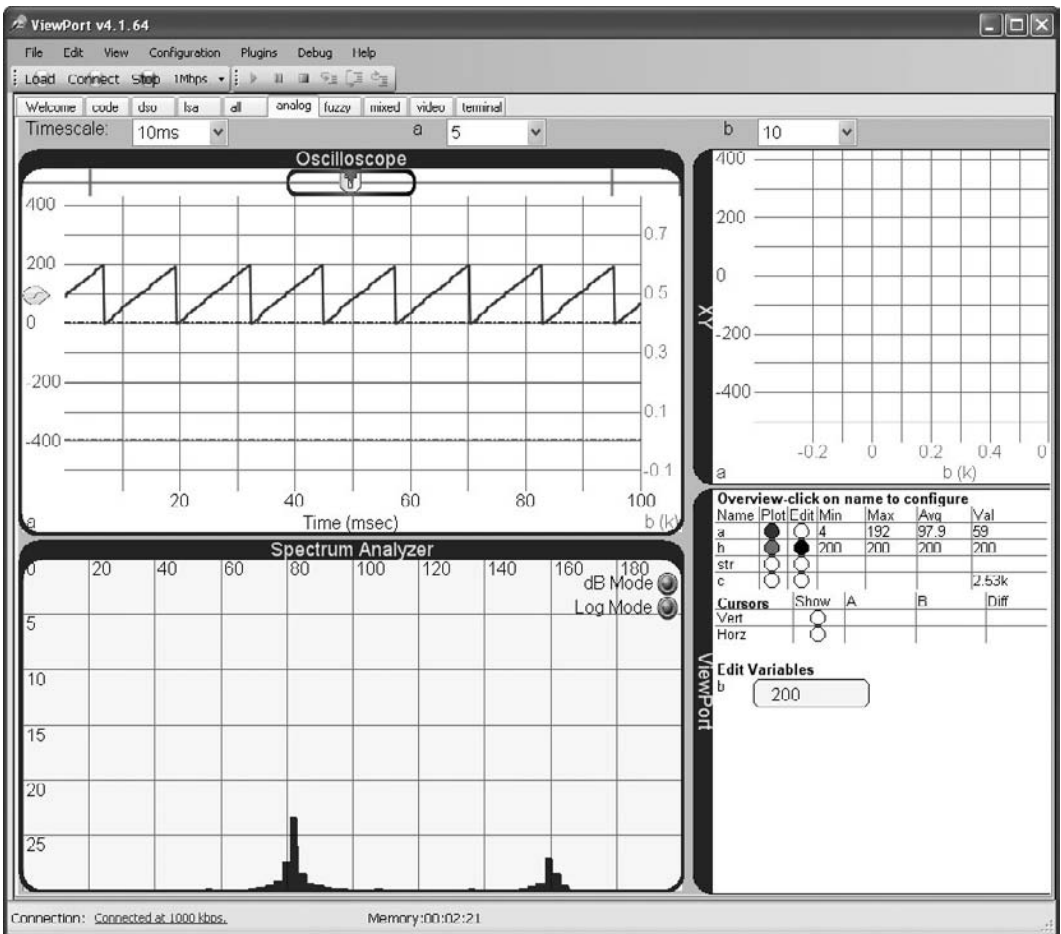 ViewPort v4.1.64
File Edit View Configuration Plugins Debug Help
Load Connect Stop 1Mbps
Welcome code dso lsa all analog fuzzy mixed video terminal
Timescale: 10ms a 5 b 10
Oscilloscope
400
200
0
-200
-400
0.7
0.5
0.3
0.1
-0.1
20 40 60 80 100
a Time (msec) b (k)
XY
400
200
0
-200
-400
-0.2 0 0.2 0.4 0
a b (k)
Spectrum Analyzer
0 20 40 60 80 100 120 140 160 180
dB Mode
Log Mode
5
10
15
20
25
ViewPort
Overview-click on name to configure
Name Plot Edit Min Max Avg Val
a 4 192 97.9 59
b 200 200 200 200
str
c 2.53k
Cursors Show A B Diff
Vert
Horz
Edit Variables
b 200
Connection: Connected at 1000 kbps. Memory:00:02:21